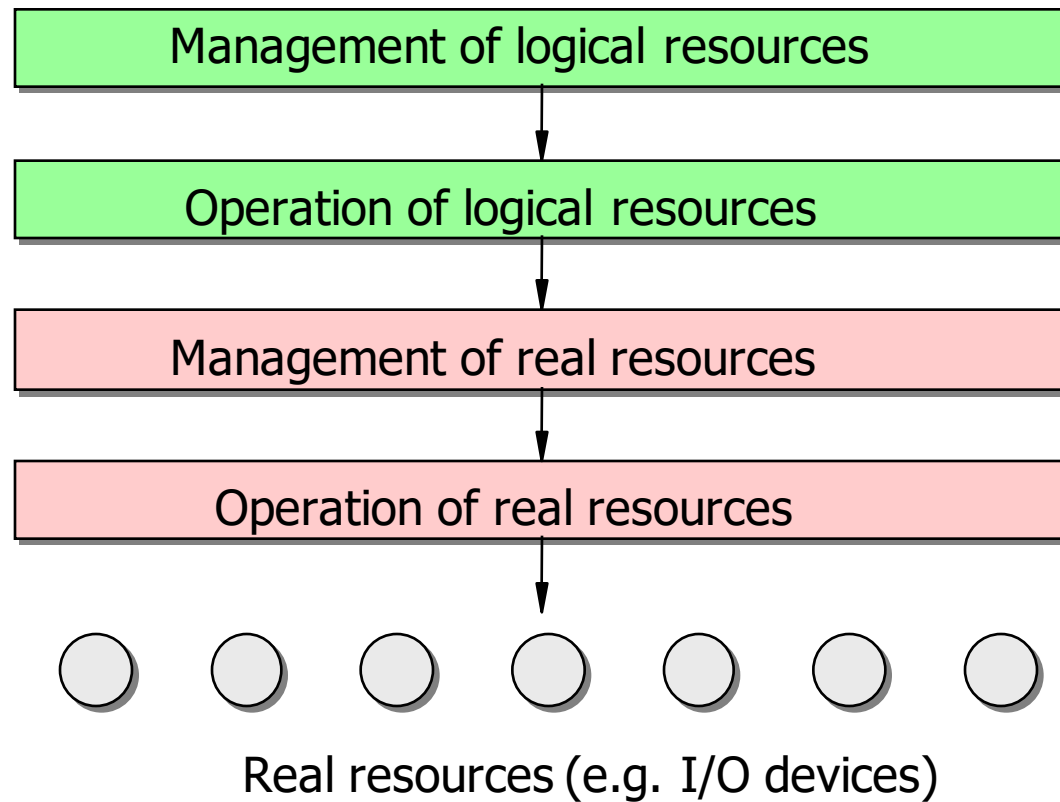 Management of logical resources
Operation of logical resources
Management of real resources
Operation of real resources
Real resources (e.g. I/O devices)